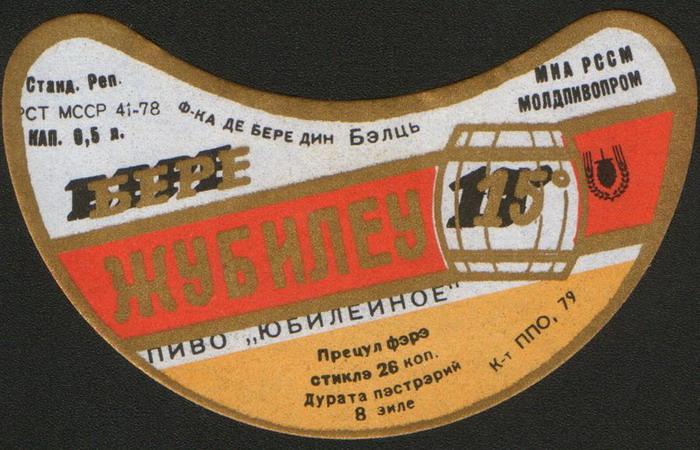 Станд. Реп.
РСТ МССР 41-78
КАП. 0,5 л.
Ф-КА ДЕ БЕРЕ ДИН БЭЛЦЬ
МИА РССМ
МОЛДПИВОПРОМ
БЕРЕ
ЖУБИЛЕУ
15°
ПИВО „ЮБИЛЕЙНОЕ"
Прецул фэрэ
стиклэ 26 коп.
Дурата пэстрэрий
8 зиле
К-т ППО, 79